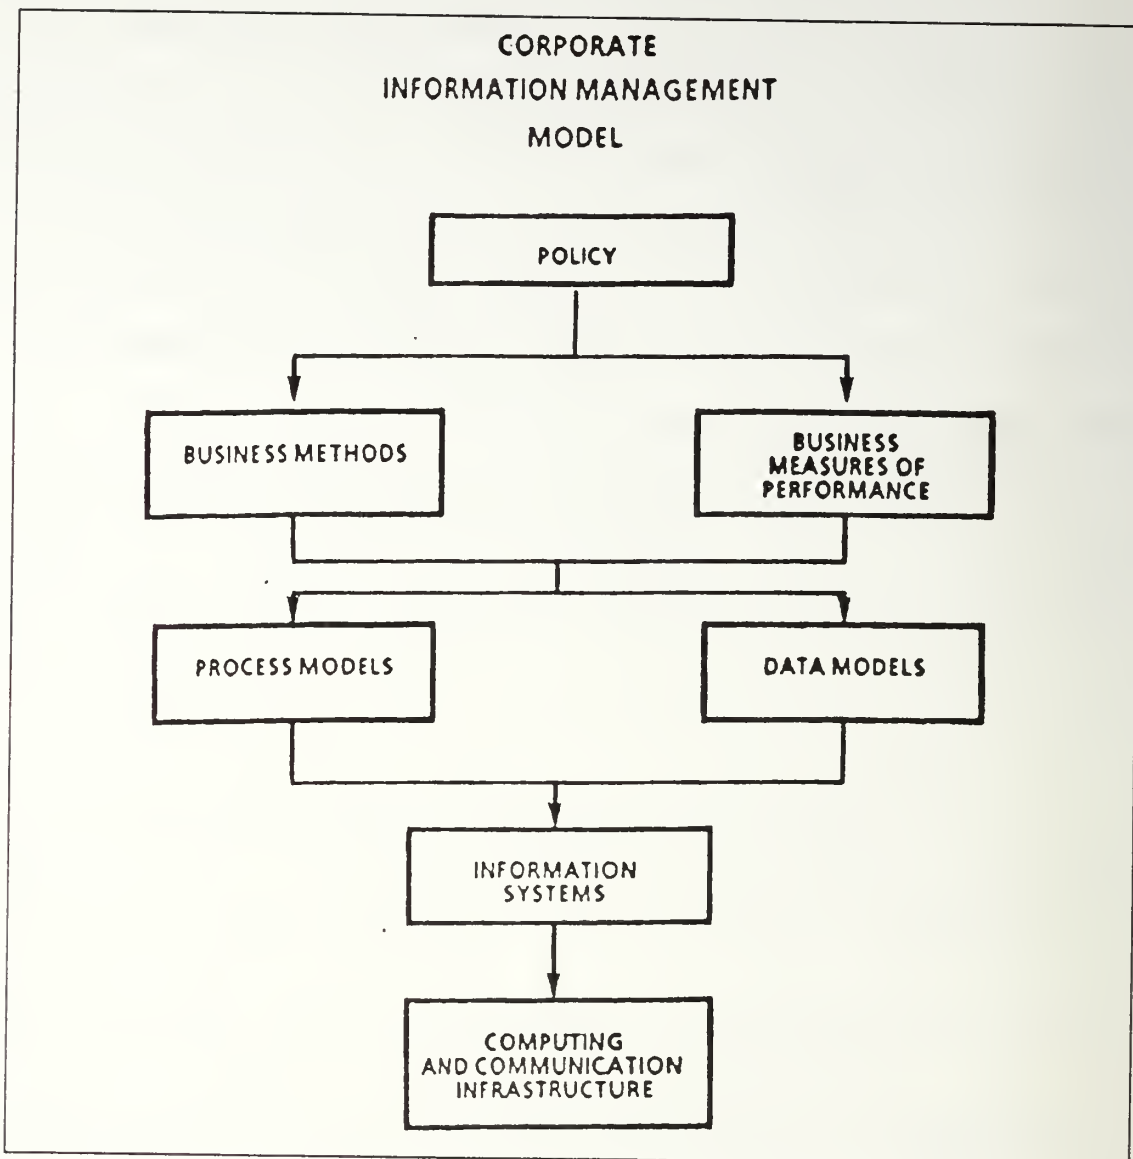 CORPORATE
INFORMATION MANAGEMENT
MODEL
POLICY
BUSINESS METHODS
BUSINESS
MEASURES OF
PERFORMANCE
PROCESS MODELS
DATA MODELS
INFORMATION
SYSTEMS
COMPUTING
AND COMMUNICATION
INFRASTRUCTURE